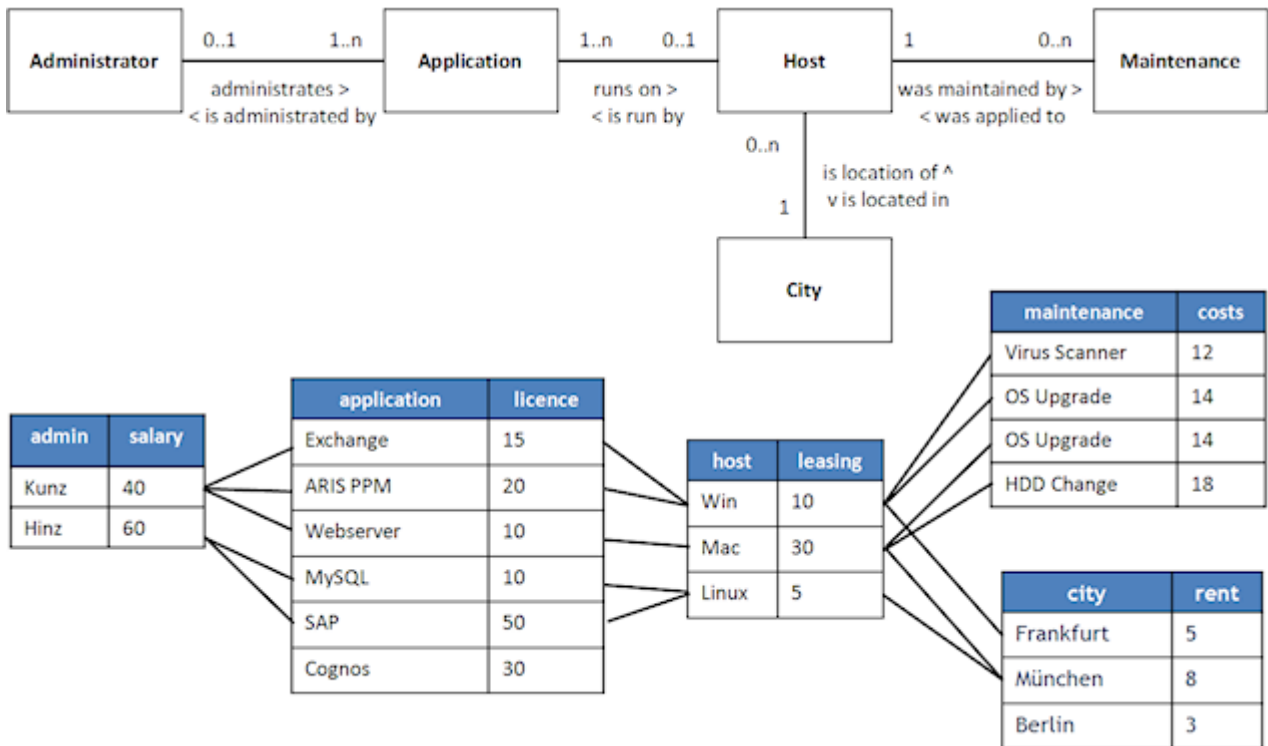 0..1 1..n 1..n 0..1 1 0..n
Administrator Application Host Maintenance
administrates > runs on > was maintained by >
< is administrated by < is run by < was applied to
0..n
is location of ^
v is located in
1
City
maintenance costs
Virus Scanner 12
OS Upgrade 14
OS Upgrade 14
HDD Change 18
admin salary
Kunz 40
Hinz 60
application licence
Exchange 15
ARIS PPM 20
Webserver 10
MySQL 10
SAP 50
Cognos 30
host leasing
Win 10
Mac 30
Linux 5
city rent
Frankfurt 5
München 8
Berlin 3